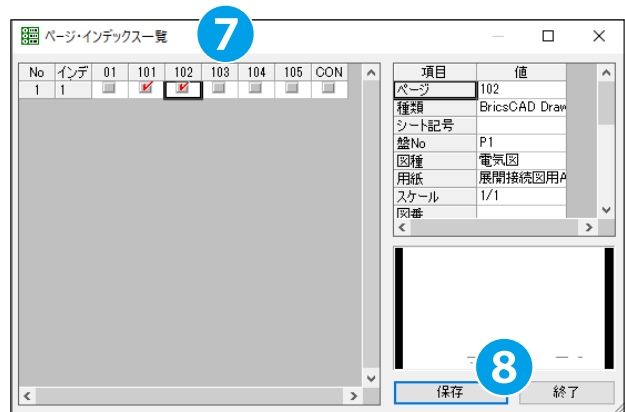 ページ・インデックス一覧
7
No インデ 01 101 102 103 104 105 CON
1 1
項目 値
ページ 102
種類 BricsCAD Draw
シート記号
盤No P1
図種 電気図
用紙 展開接続図用A
スケール 1/1
図番
8
保存 終了